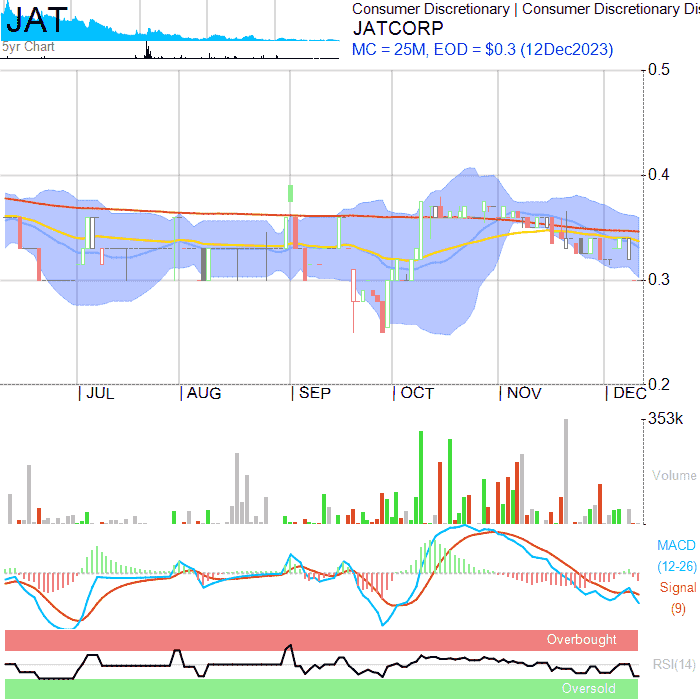 JAT
5yr Chart
Consumer Discretionary | Consumer Discretionary Dis
JATCORP
MC = 25M, EOD = $0.3 (12Dec2023)
0.5
0.4
0.3
0.2
JUL AUG SEP OCT NOV DEC
353k
Volume
MACD
(12-26)
Signal
(9)
Overbought
RSI(14)
Oversold